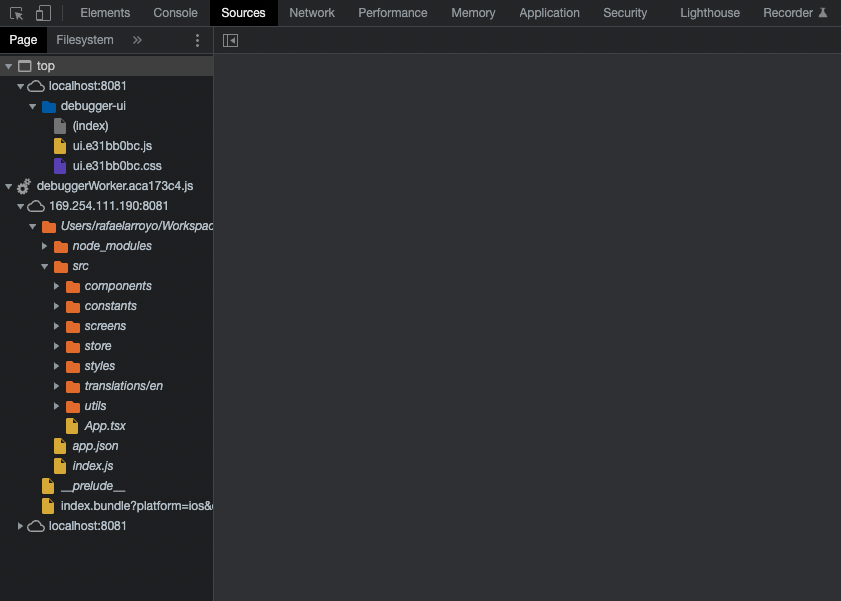 Elements Console Sources Network Performance Memory Application Security Lighthouse Recorder
Page Filesystem »
top
localhost:8081
debugger-ui
(index)
ui.e31bb0bc.js
ui.e31bb0bc.css
debuggerWorker.aca173c4.js
169.254.111.190:8081
Users/rafaelarroyo/Workspac
node_modules
src
components
constants
screens
store
styles
translations/en
utils
App.tsx
app.json
index.js
__prelude__
index.bundle?platform=ios&
localhost:8081